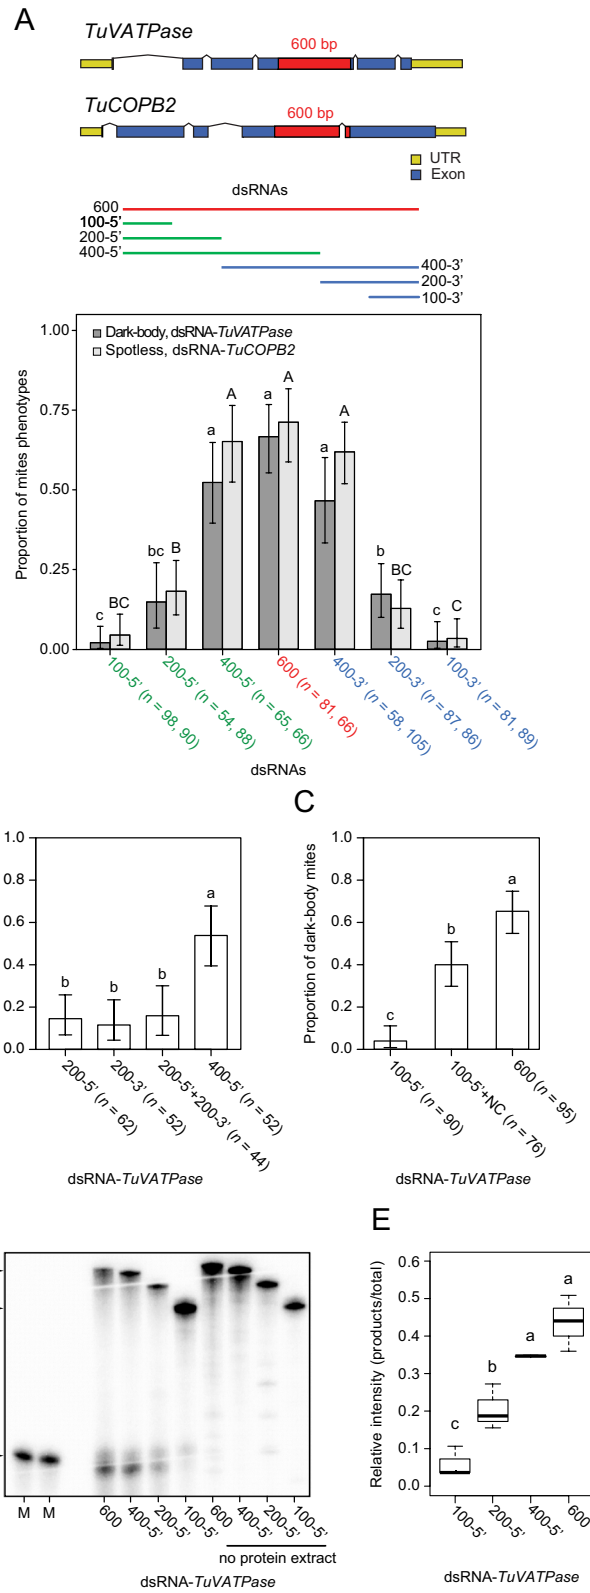 A
TuVATPase
600 bp
TuCOPB2
600 bp
UTR
Exon
dsRNAs
600
100-5'
200-5'
400-5'
400-3'
200-3'
100-3'
1.00
0.75
0.50
0.25
0.00
Proportion of mites phenotypes
Dark-body, dsRNA-TuVATPase
Spotless, dsRNA-TuCOPB2
c
BC
bc
B
a
A
a
A
a
A
b
BC
c
C
100-5' (n = 98, 90)
200-5' (n = 54, 88)
400-5' (n = 65, 66)
600 (n = 81, 66)
400-3' (n = 58, 105)
200-3' (n = 87, 86)
100-3' (n = 81, 89)
dsRNAs
1.0
0.8
0.6
0.4
0.2
0.0
b
b
b
a
200-5' (n = 62)
200-3' (n = 52)
200-5'+200-3' (n = 44)
400-5' (n = 52)
dsRNA-TuVATPase
C
Proportion of dark-body mites
1.0
0.8
0.6
0.4
0.2
0.0
c
b
a
100-5' (n = 90)
100-5'+NC (n = 76)
600 (n = 95)
dsRNA-TuVATPase
M
M
600
400-5'
200-5'
100-5'
600
400-5'
200-5'
100-5'
no protein extract
dsRNA-TuVATPase
E
Relative intensity (products/total)
0.6
0.5
0.4
0.3
0.2
0.1
0.0
c
b
a
a
100-5'
200-5'
400-5'
600
dsRNA-TuVATPase